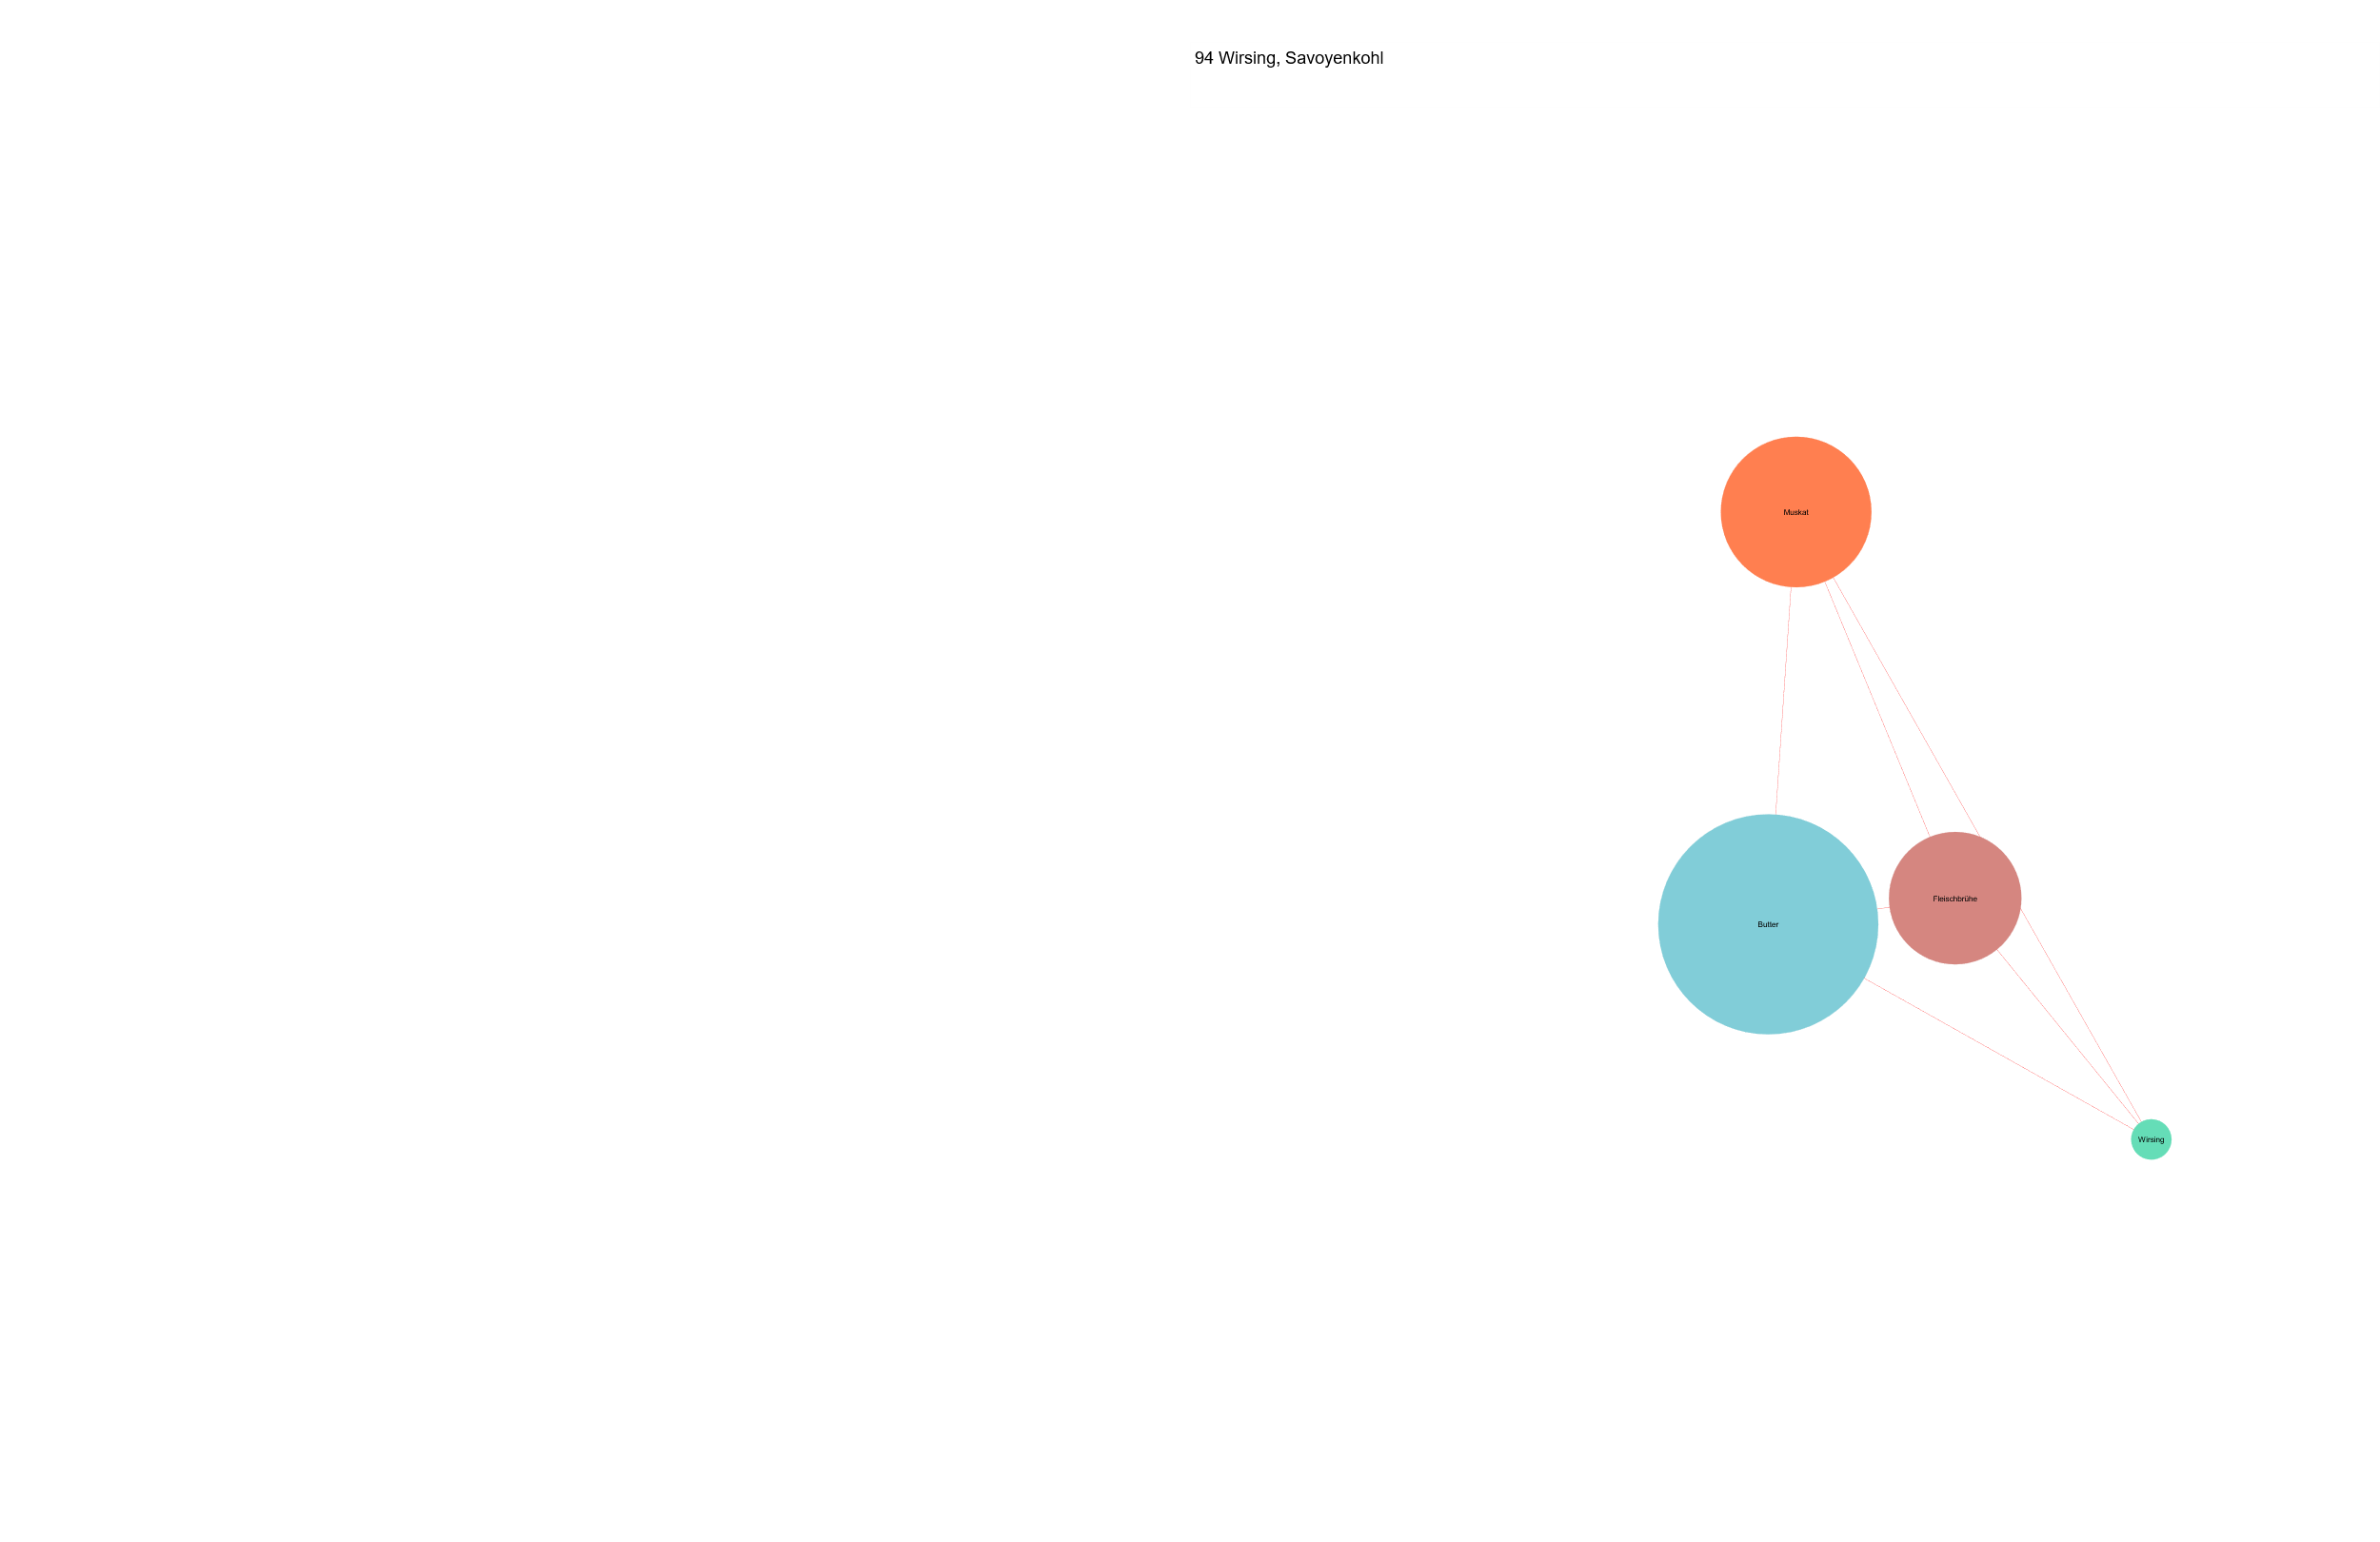 94 Wirsing, Savoyenkohl
Muskat
Fleischbrühe
Butter
Wirsing